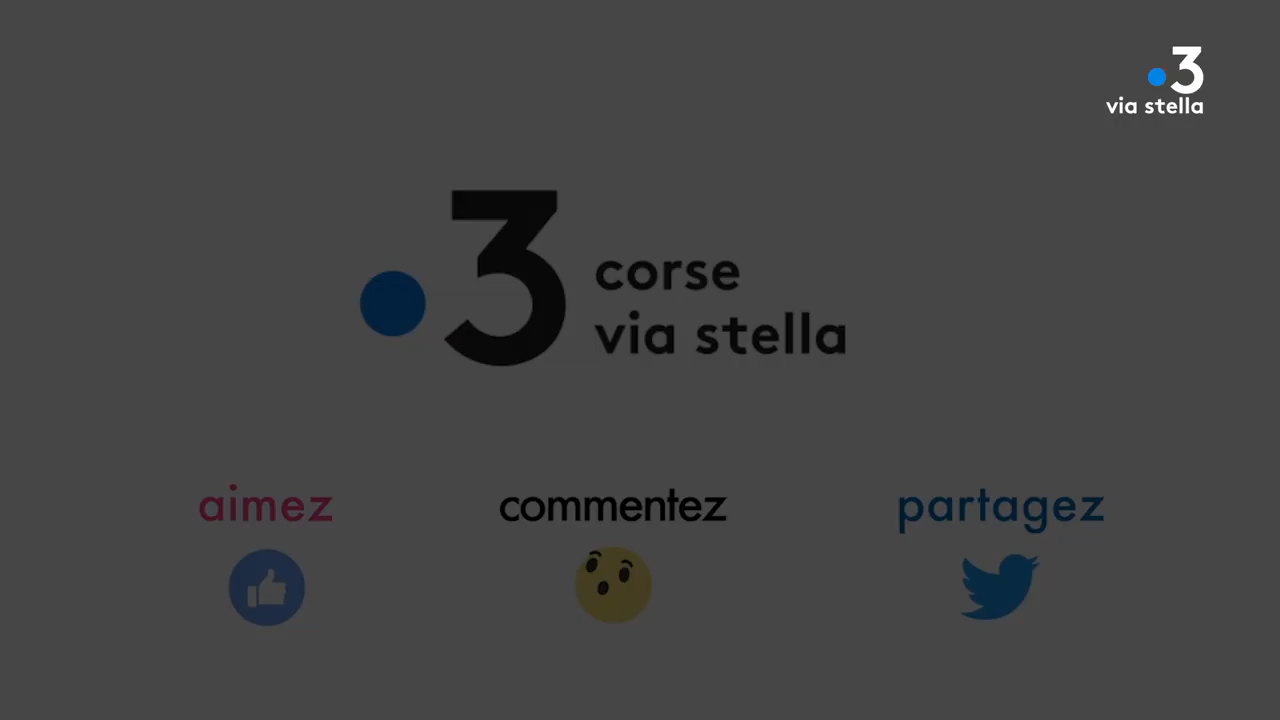 3
via stella
3
corse
via stella
aimez
commentez
partagez